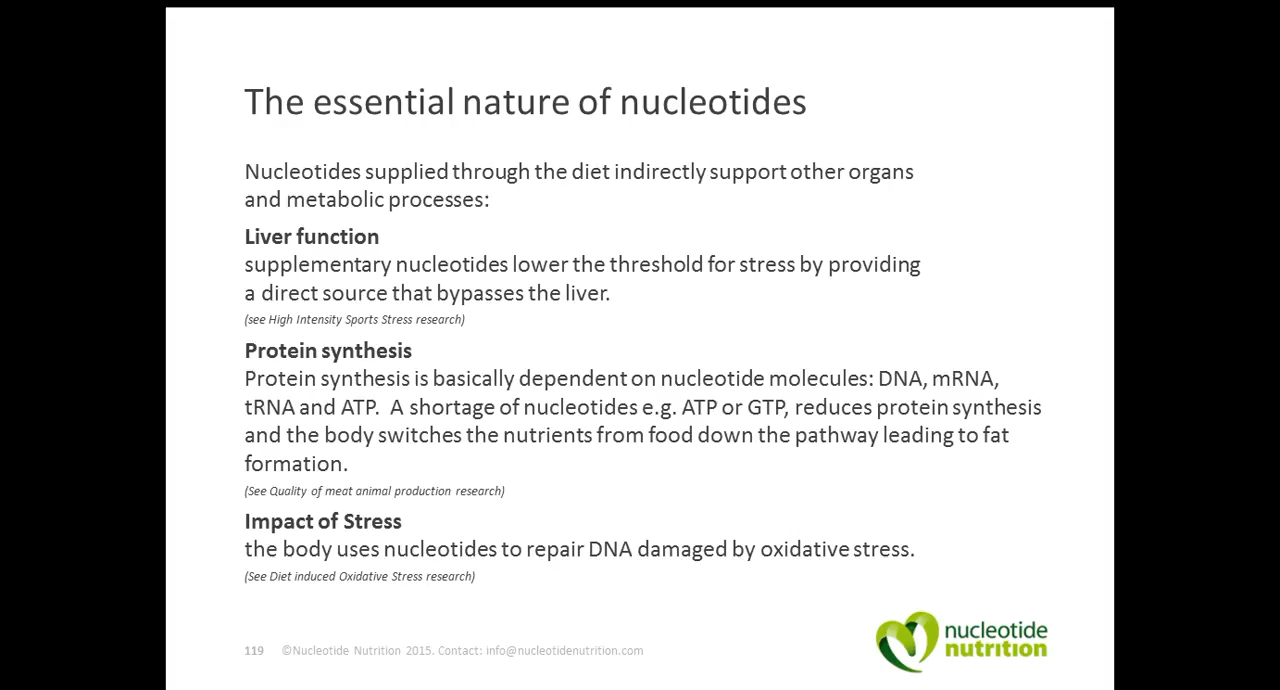 The essential nature of nucleotides
Nucleotides supplied through the diet indirectly support other organs
and metabolic processes:
Liver function
supplementary nucleotides lower the threshold for stress by providing
a direct source that bypasses the liver.
(see High Intensity Sports Stress research)
Protein synthesis
Protein synthesis is basically dependent on nucleotide molecules: DNA, mRNA,
tRNA and ATP.  A shortage of nucleotides e.g. ATP or GTP, reduces protein synthesis
and the body switches the nutrients from food down the pathway leading to fat
formation.
(See Quality of meat animal production research)
Impact of Stress
the body uses nucleotides to repair DNA damaged by oxidative stress.
(See Diet induced Oxidative Stress research)
119 ©Nucleotide Nutrition 2015. Contact: info@nucleotidenutrition.com
nucleotide
nutrition